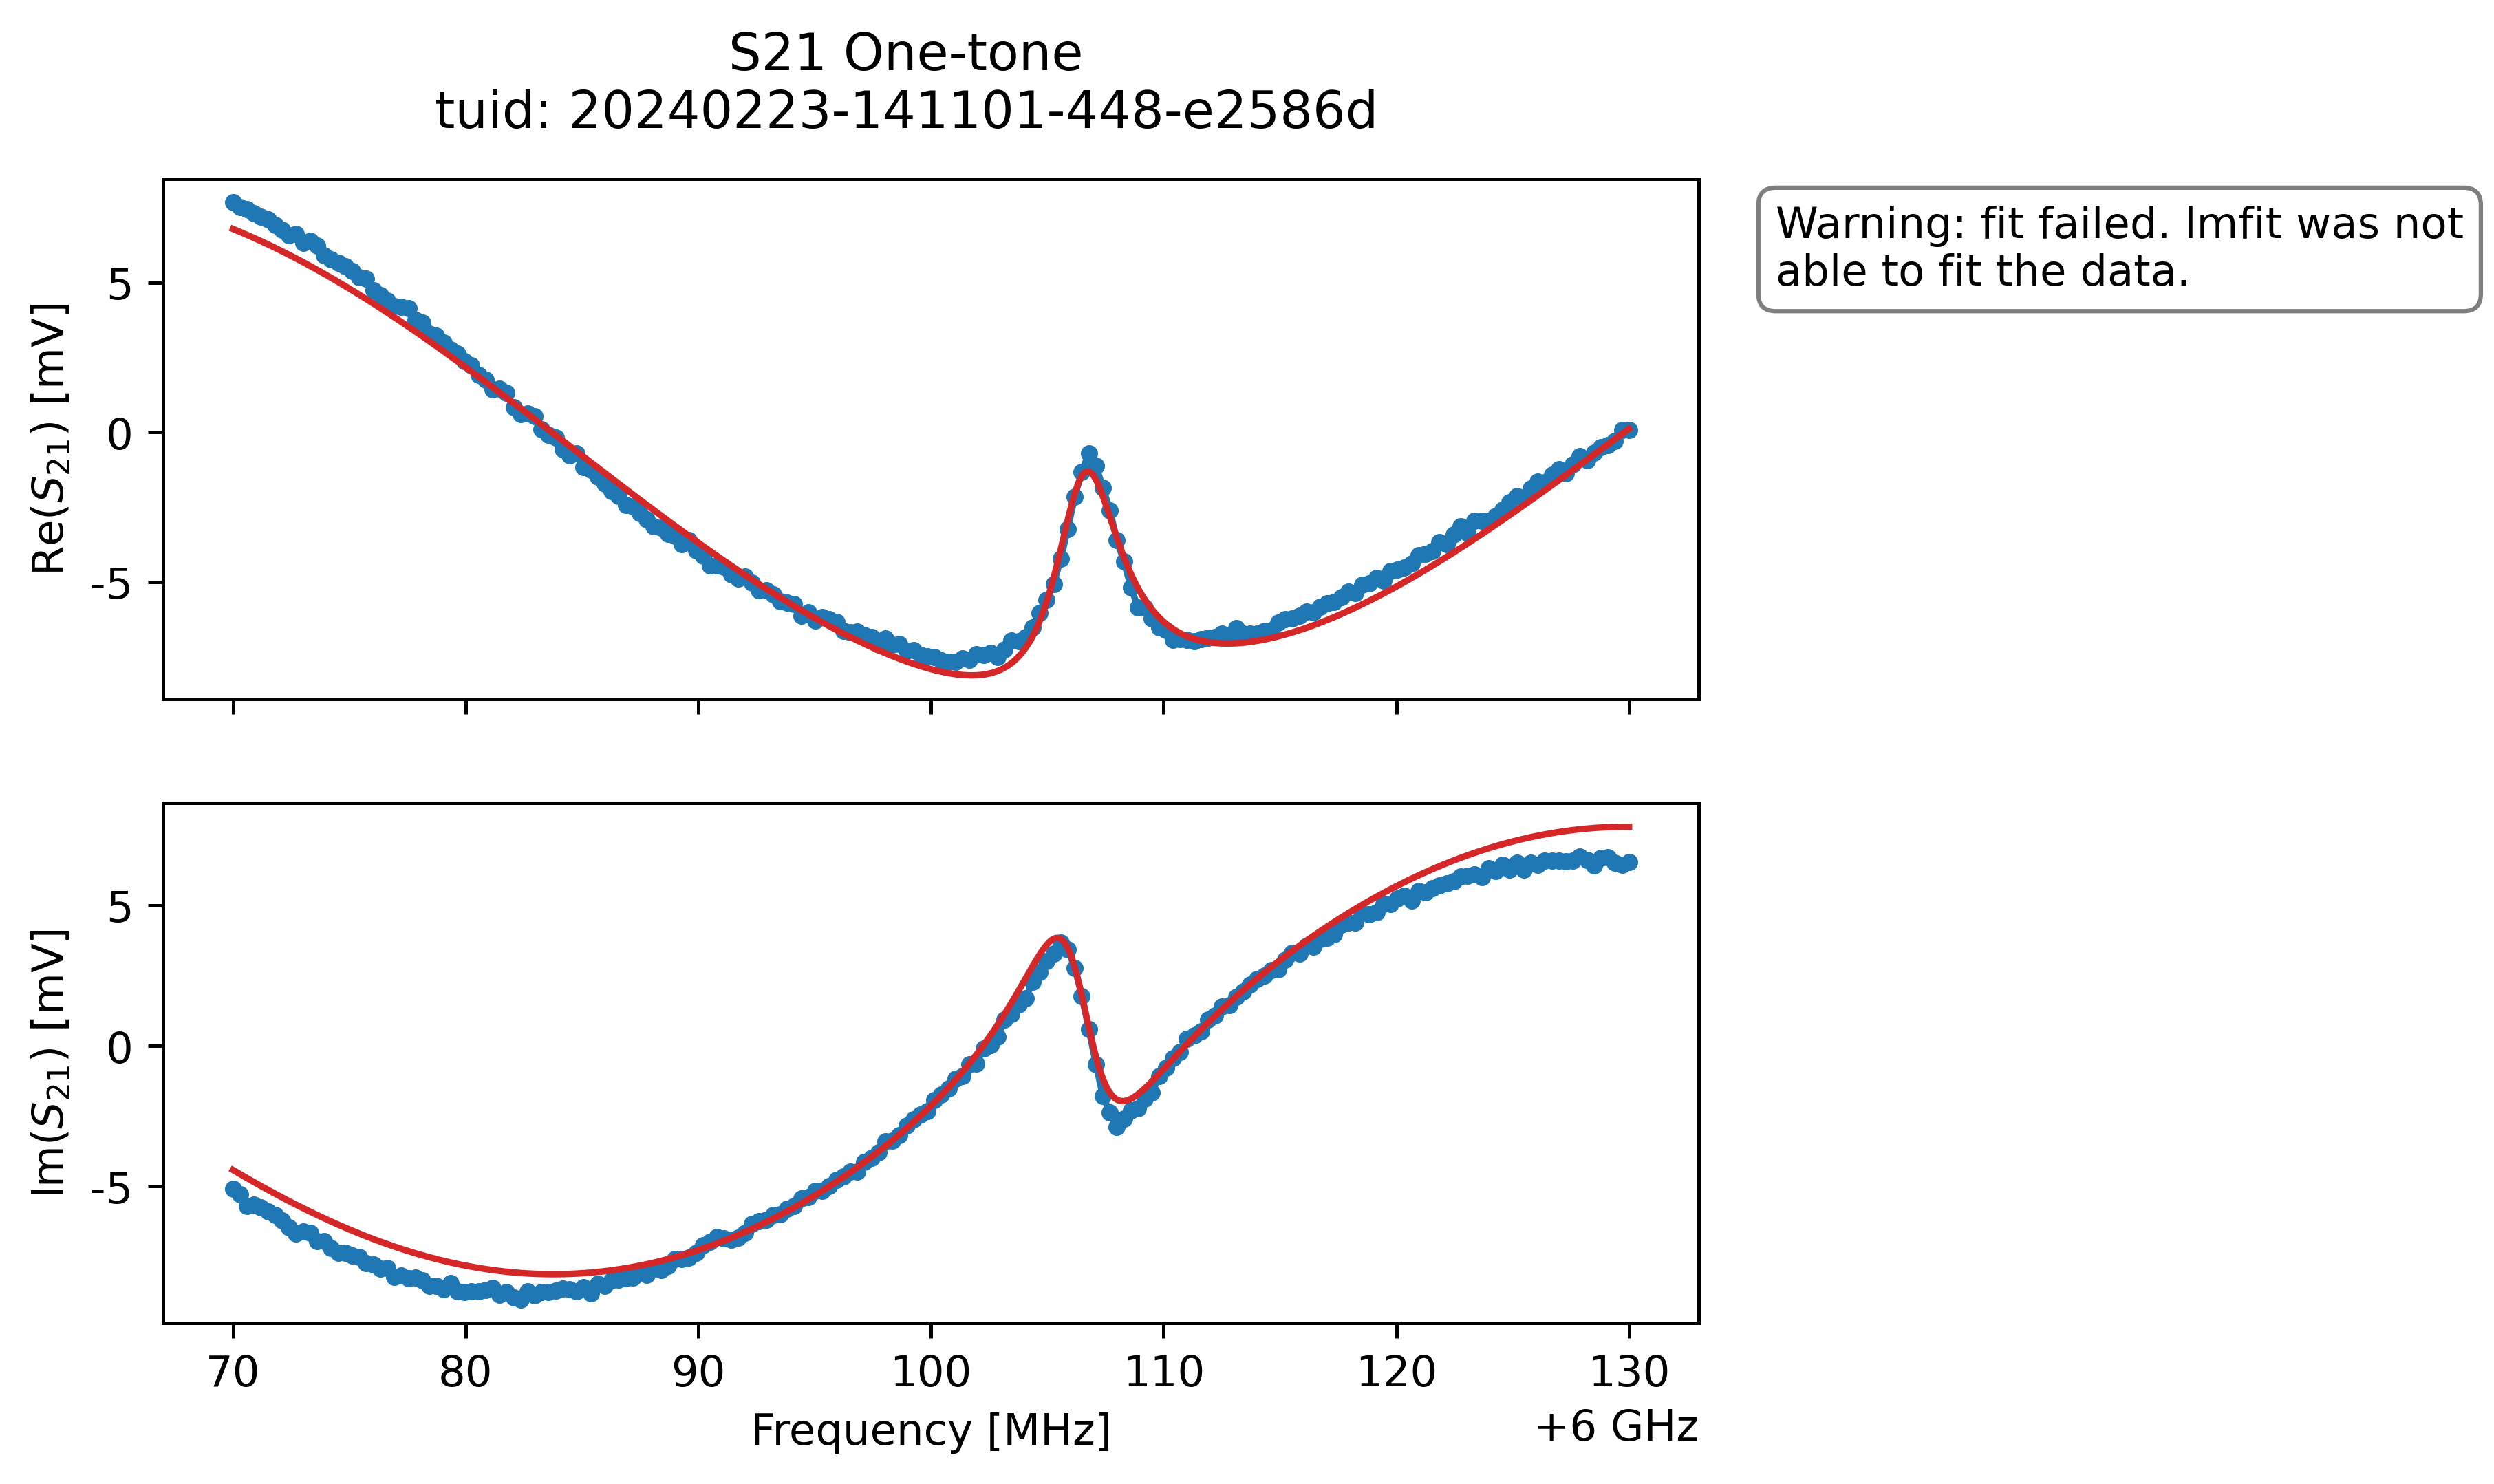 S21 One-tone
tuid: 20240223-141101-448-e2586d
Warning: fit failed. lmfit was not
able to fit the data.
Re(S21) [mV]
5
0
-5
Im(S21) [mV]
5
0
-5
70 80 90 100 110 120 130
Frequency [MHz]
+6 GHz